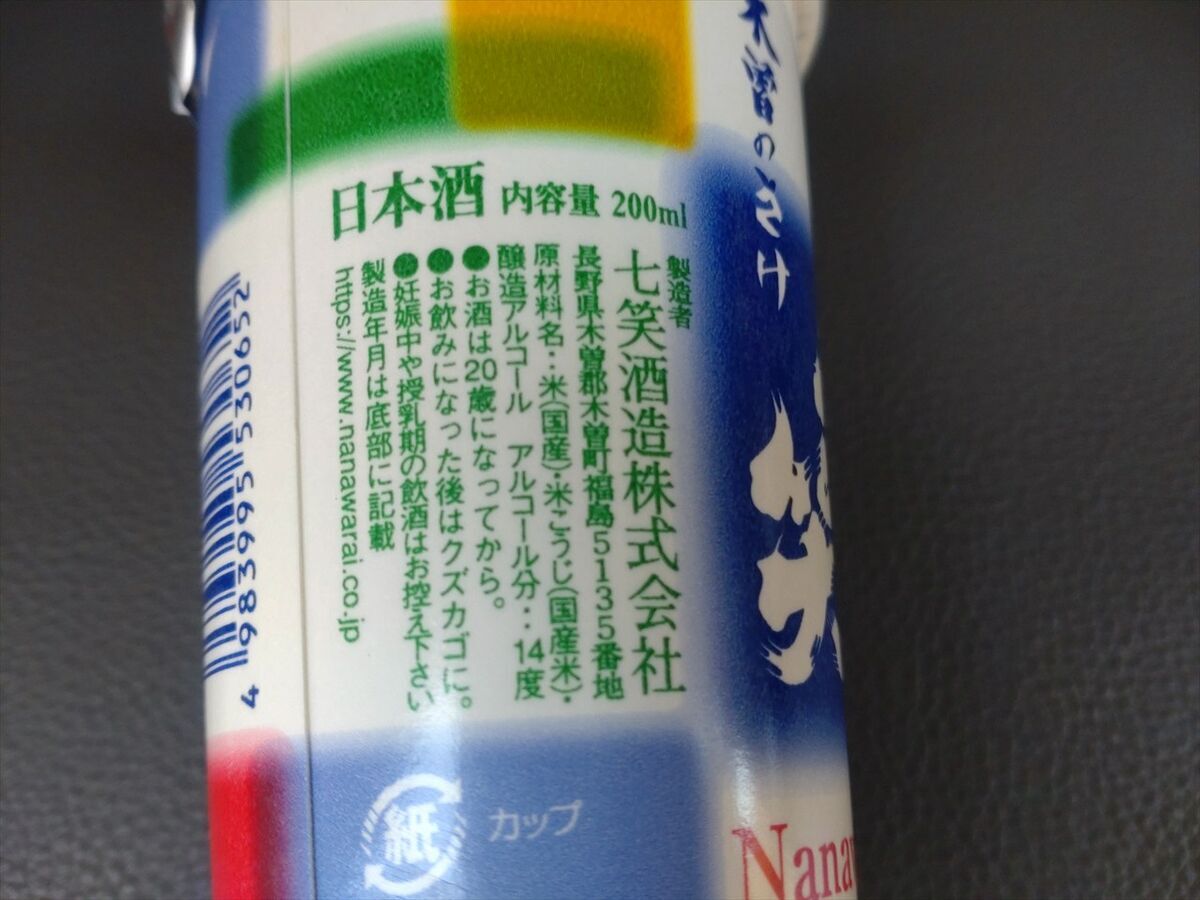 木曽のさけ
笑
日本酒 内容量 200ml
製造者
七笑酒造株式会社
長野県木曽郡木曽町福島5135番地
原材料名：米(国産)・米こうじ(国産米)・
醸造アルコール アルコール分：14度
●お酒は20歳になってから。
●お飲みになった後はクズカゴに。
●妊娠中や授乳期の飲酒はお控え下さい
製造年月は底部に記載
https://www.nanawarai.co.jp
4 983995 530652
紙 カップ